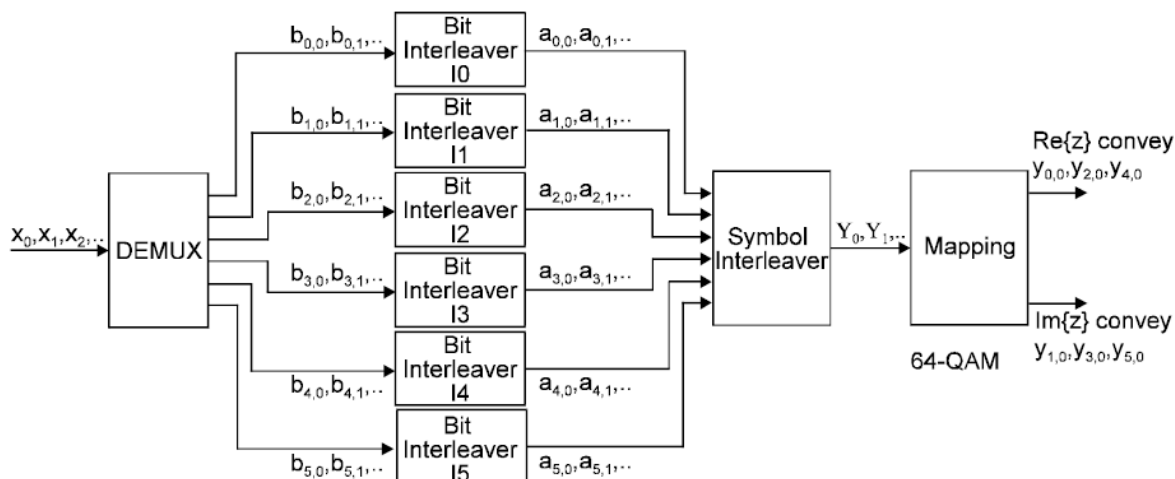 b0,0,b0,1,..
Bit
Interleaver
I0
a0,0,a0,1,..
b1,0,b1,1,..
Bit
Interleaver
I1
a1,0,a1,1,..
b2,0,b2,1,..
Bit
Interleaver
I2
a2,0,a2,1,..
b3,0,b3,1,..
Bit
Interleaver
I3
a3,0,a3,1,..
b4,0,b4,1,..
Bit
Interleaver
I4
a4,0,a4,1,..
b5,0,b5,1,..
Bit
Interleaver
I5
a5,0,a5,1,..
x0,x1,x2,..
DEMUX
Symbol
Interleaver
Y0,Y1,..
Mapping
64-QAM
Re{z} convey
y0,0,y2,0,y4,0
Im{z} convey
y1,0,y3,0,y5,0